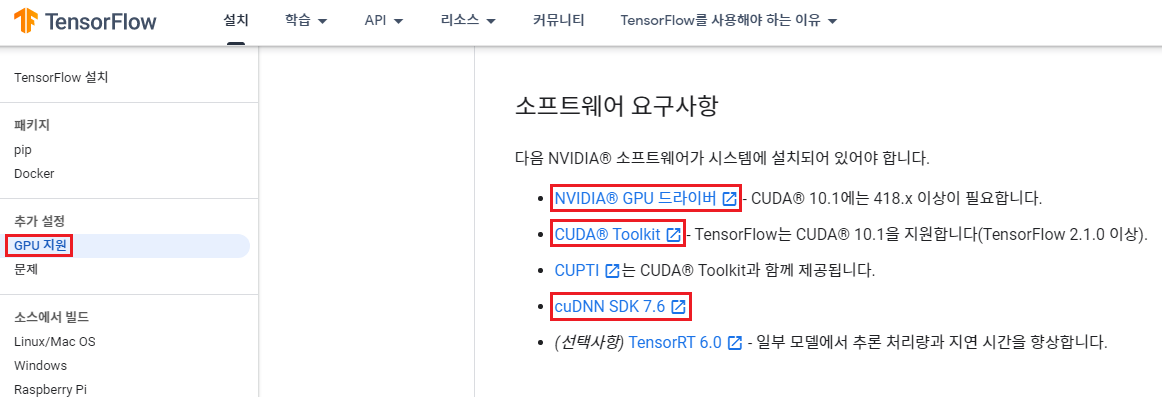 TensorFlow
설치
학습
API
리소스
커뮤니티
TensorFlow를 사용해야 하는 이유
TensorFlow 설치
패키지
pip
Docker
추가 설정
GPU 지원
문제
소스에서 빌드
Linux/Mac OS
Windows
Raspberry Pi
소프트웨어 요구사항
다음 NVIDIA® 소프트웨어가 시스템에 설치되어 있어야 합니다.
• NVIDIA® GPU 드라이버 - CUDA® 10.1에는 418.x 이상이 필요합니다.
• CUDA® Toolkit - TensorFlow는 CUDA® 10.1을 지원합니다(TensorFlow 2.1.0 이상).
• CUPTI 는 CUDA® Toolkit과 함께 제공됩니다.
• cuDNN SDK 7.6
• (선택사항) TensorRT 6.0 - 일부 모델에서 추론 처리량과 지연 시간을 향상합니다.